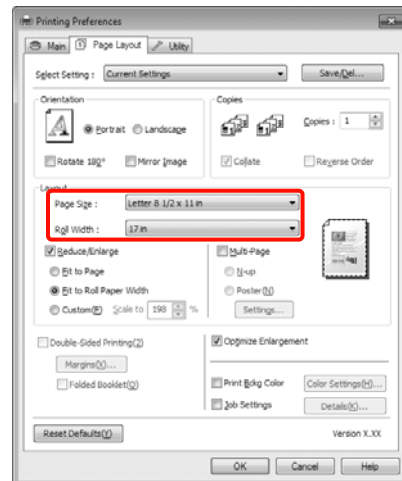 Printing Preferences
Main Page Layout Utility
Select Setting : Current Settings Save/Del...
Orientation Copies
Portrait Landscape Copies : 1
Rotate 180° Mirror Image Collate Reverse Order
Layout
Page Size : Letter 8 1/2 x 11 in
Roll Width : 17 in
Reduce/Enlarge Multi-Page
Fit to Page N-up
Fit to Roll Paper Width Poster(N)
Custom(F) Scale to 198 % Settings...
Double-Sided Printing(2) Optimize Enlargement
Margins(X)...
Folded Booklet(Q) Print Bckg Color Color Settings(H)...
Job Settings Details(K)...
Reset Defaults(Y) Version X.XX
OK Cancel Help